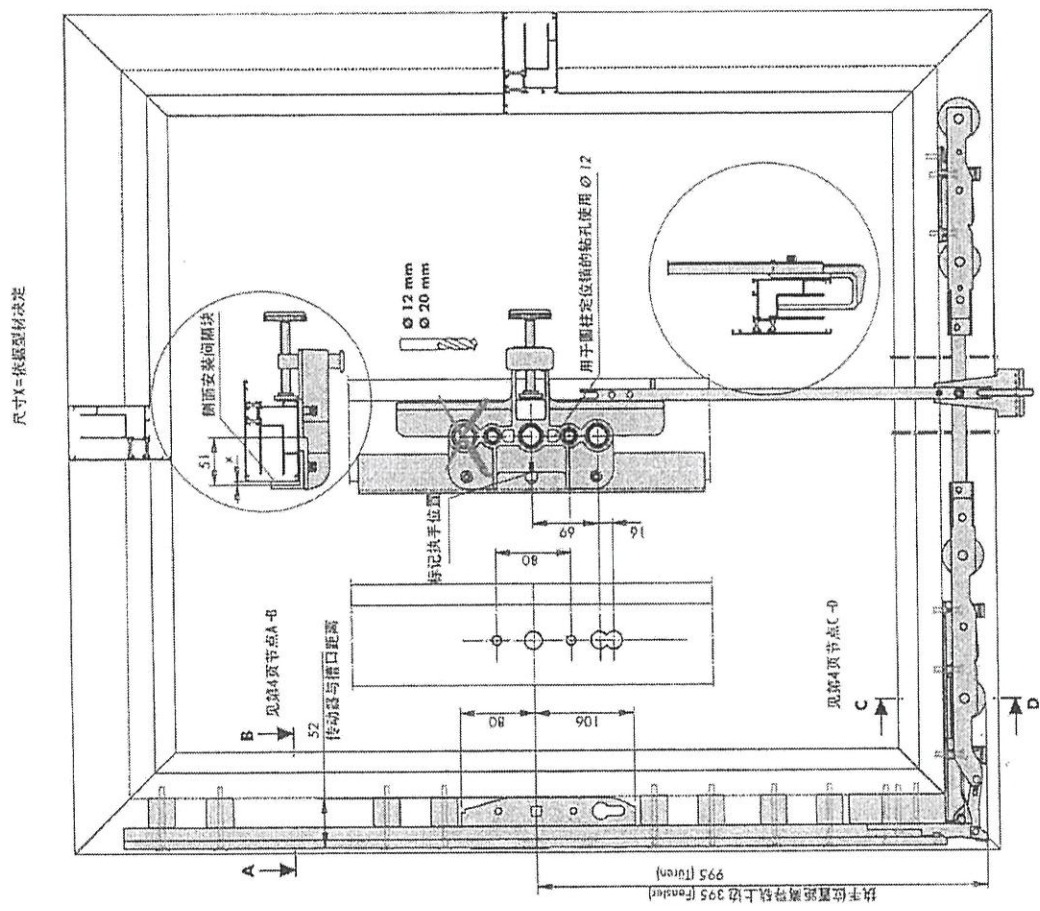 尺寸X=依据型材决定
侧面安装间隔块
51
x
Ø 12 mm
Ø 20 mm
用于圆柱定位销的钻孔使用 Ø 12
标记执手位置
69
16
80
见第4页节点A-B
B
52
传动器与槽口距离
80
106
见第4页节点C-D
C
D
A
执手位置距离导轨上边 395 (Fenster)
995 (Türen)